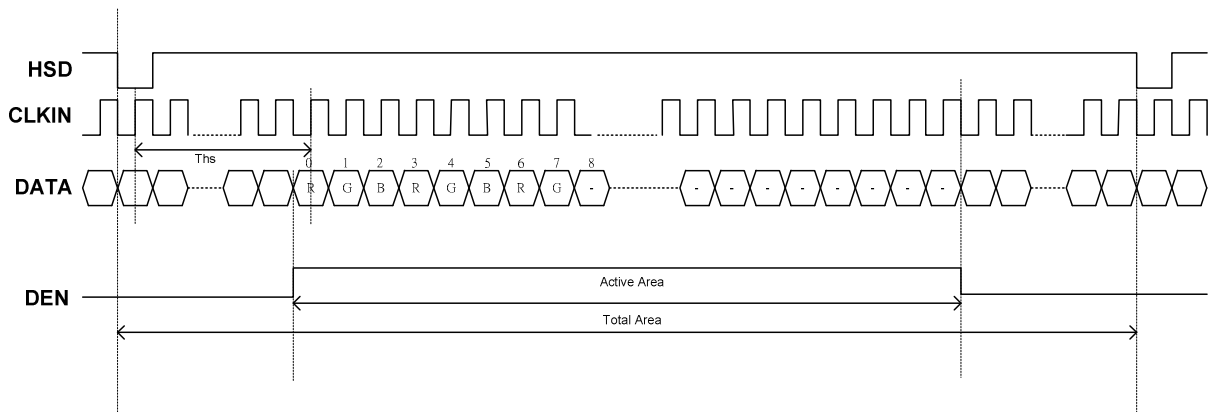 HSD
CLKIN
Ths
0 1 2 3 4 5 6 7 8
DATA
R G B R G B R G - - - - - - - - -
Active Area
DEN
Total Area